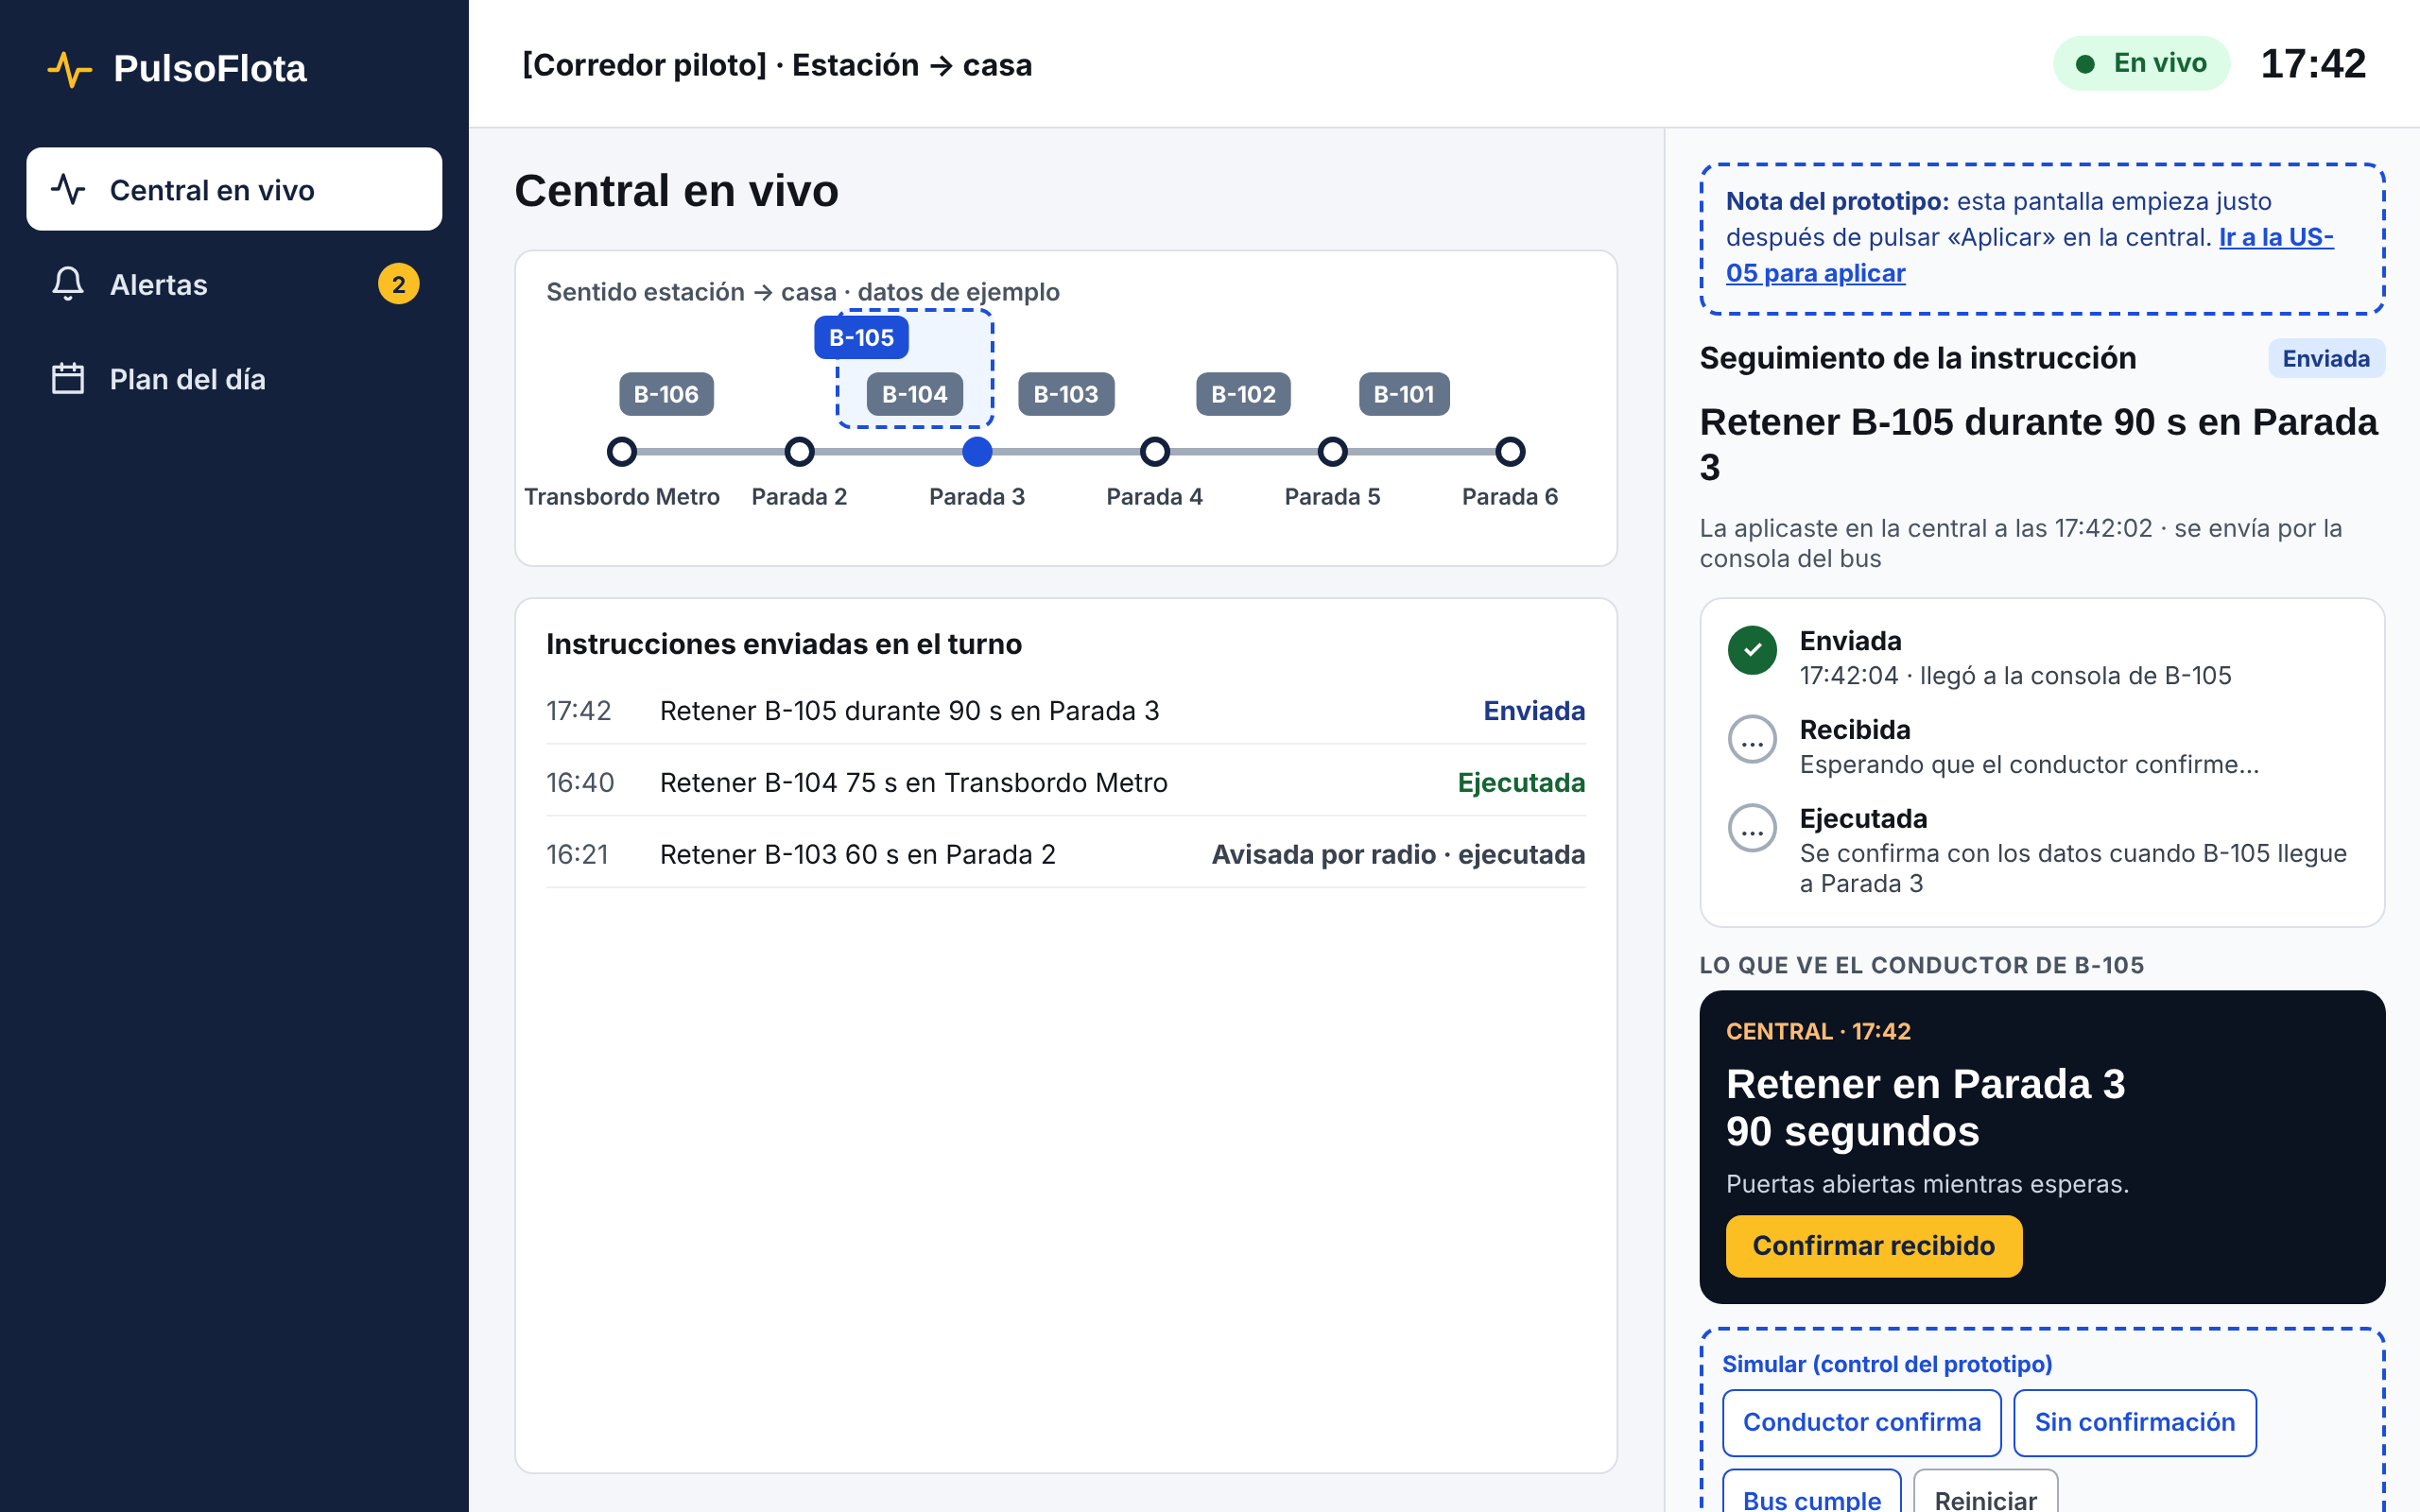 PulsoFlota
Central en vivo
Alertas
2
Plan del día
[Corredor piloto] · Estación → casa
En vivo
17:42
Central en vivo
Sentido estación → casa · datos de ejemplo
B-105
B-106
B-104
B-103
B-102
B-101
Transbordo Metro
Parada 2
Parada 3
Parada 4
Parada 5
Parada 6
Instrucciones enviadas en el turno
17:42 Retener B-105 durante 90 s en Parada 3 Enviada
16:40 Retener B-104 75 s en Transbordo Metro Ejecutada
16:21 Retener B-103 60 s en Parada 2 Avisada por radio · ejecutada
Nota del prototipo: esta pantalla empieza justo
después de pulsar «Aplicar» en la central. Ir a la US-
05 para aplicar
Seguimiento de la instrucción
Enviada
Retener B-105 durante 90 s en Parada
3
La aplicaste en la central a las 17:42:02 · se envía por la
consola del bus
Enviada
17:42:04 · llegó a la consola de B-105
Recibida
Esperando que el conductor confirme...
Ejecutada
Se confirma con los datos cuando B-105 llegue
a Parada 3
LO QUE VE EL CONDUCTOR DE B-105
CENTRAL · 17:42
Retener en Parada 3
90 segundos
Puertas abiertas mientras esperas.
Confirmar recibido
Simular (control del prototipo)
Conductor confirma
Sin confirmación
Bus cumple
Reiniciar